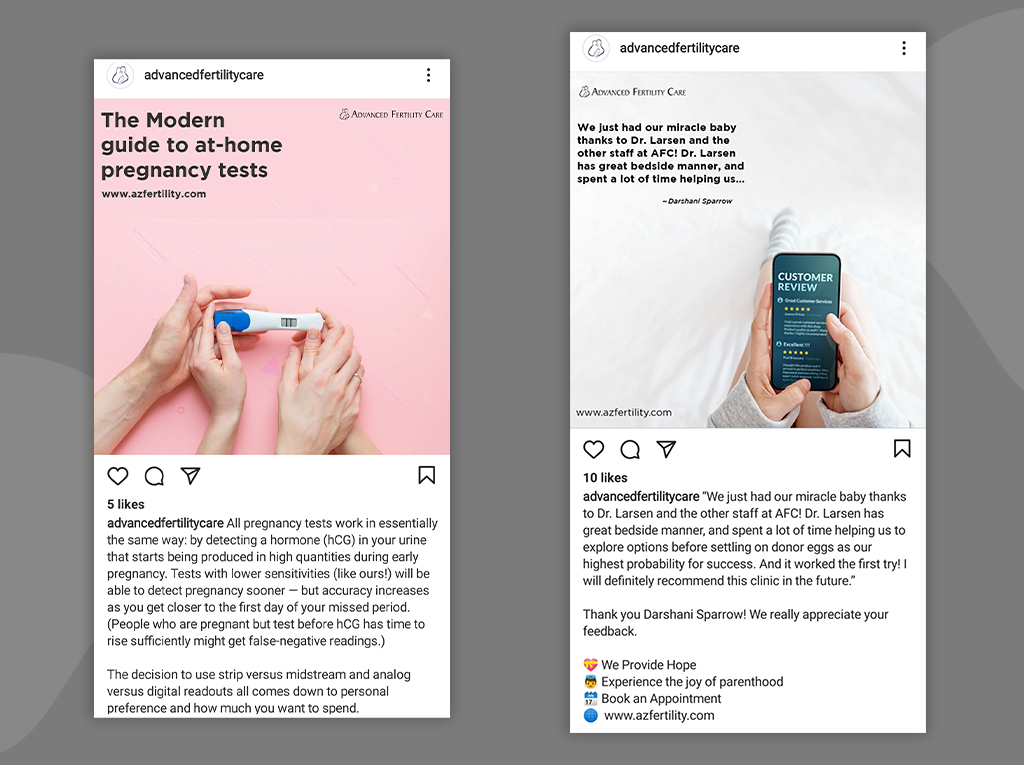 advancedfertilitycare
The Modern
guide to at-home
pregnancy tests
www.azfertility.com
ADVANCED FERTILITY CARE
5 likes
advancedfertilitycare All pregnancy tests work in essentially
the same way: by detecting a hormone (hCG) in your urine
that starts being produced in high quantities during early
pregnancy. Tests with lower sensitivities (like ours!) will be
able to detect pregnancy sooner — but accuracy increases
as you get closer to the first day of your missed period.
(People who are pregnant but test before hCG has time to
rise sufficiently might get false-negative readings.)
The decision to use strip versus midstream and analog
versus digital readouts all comes down to personal
preference and how much you want to spend.
advancedfertilitycare
ADVANCED FERTILITY CARE
We just had our miracle baby
thanks to Dr. Larsen and the
other staff at AFC! Dr. Larsen
has great bedside manner, and
spent a lot of time helping us...
–Darshani Sparrow
CUSTOMER
REVIEW
Great Customer Services
Excellent !!!
www.azfertility.com
10 likes
advancedfertilitycare “We just had our miracle baby thanks
to Dr. Larsen and the other staff at AFC! Dr. Larsen has
great bedside manner, and spent a lot of time helping us to
explore options before settling on donor eggs as our
highest probability for success. And it worked the first try! I
will definitely recommend this clinic in the future.”
Thank you Darshani Sparrow! We really appreciate your
feedback.
💝 We Provide Hope
👼 Experience the joy of parenthood
📅 Book an Appointment
🌐 www.azfertility.com